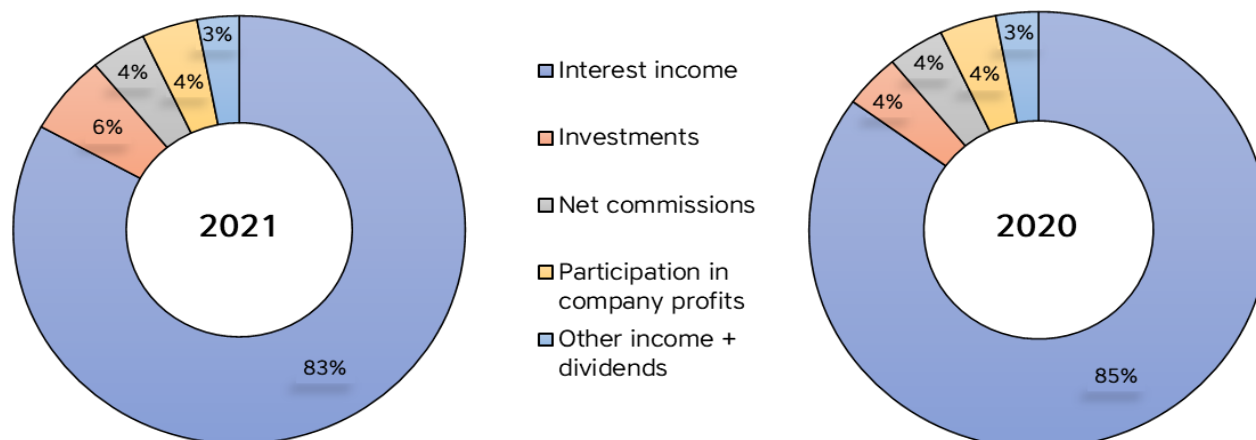 3%
4%
4%
6%
2021
83%
Interest income
Investments
Net commissions
Participation in
company profits
Other income +
dividends
3%
4%
4%
4%
2020
85%